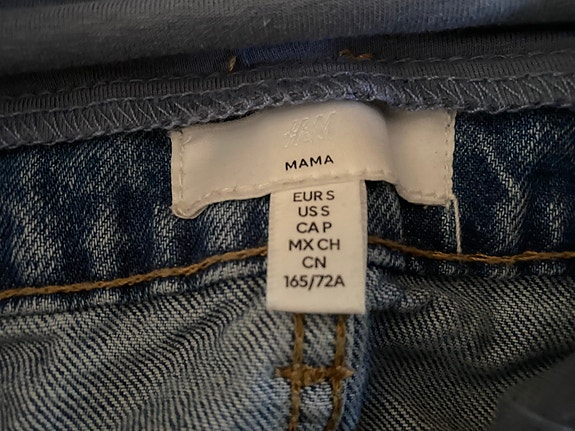 H&M
MAMA
EUR S
US S
CA P
MX CH
CN
165/72A